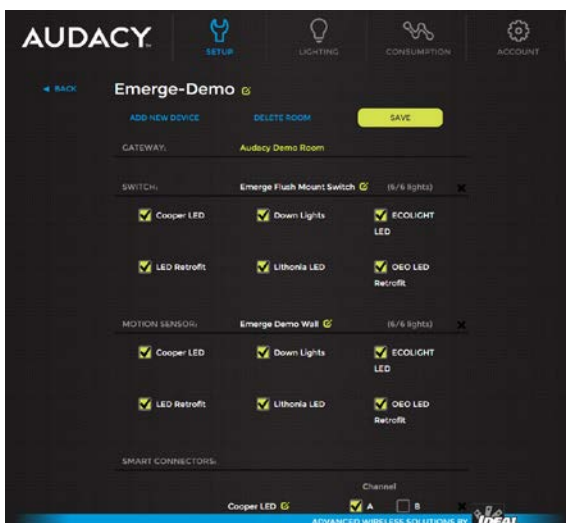 AUDACY
SETUP
LIGHTING
CONSUMPTION
ACCOUNT
◄ BACK
Emerge-Demo
ADD NEW DEVICE
DELETE ROOM
SAVE
GATEWAY:
Audacy Demo Room
SWITCH:
Emerge Flush Mount Switch
(6/6 lights)
Cooper LED
Down Lights
ECOLIGHT
LED
LED Retrofit
Lithonia LED
OEO LED
Retrofit
MOTION SENSOR:
Emerge Demo Wall
(6/6 lights)
Cooper LED
Down Lights
ECOLIGHT
LED
LED Retrofit
Lithonia LED
OEO LED
Retrofit
SMART CONNECTORS:
Channel
Cooper LED
A
B
ADVANCED WIRELESS SOLUTIONS BY
IDEAL